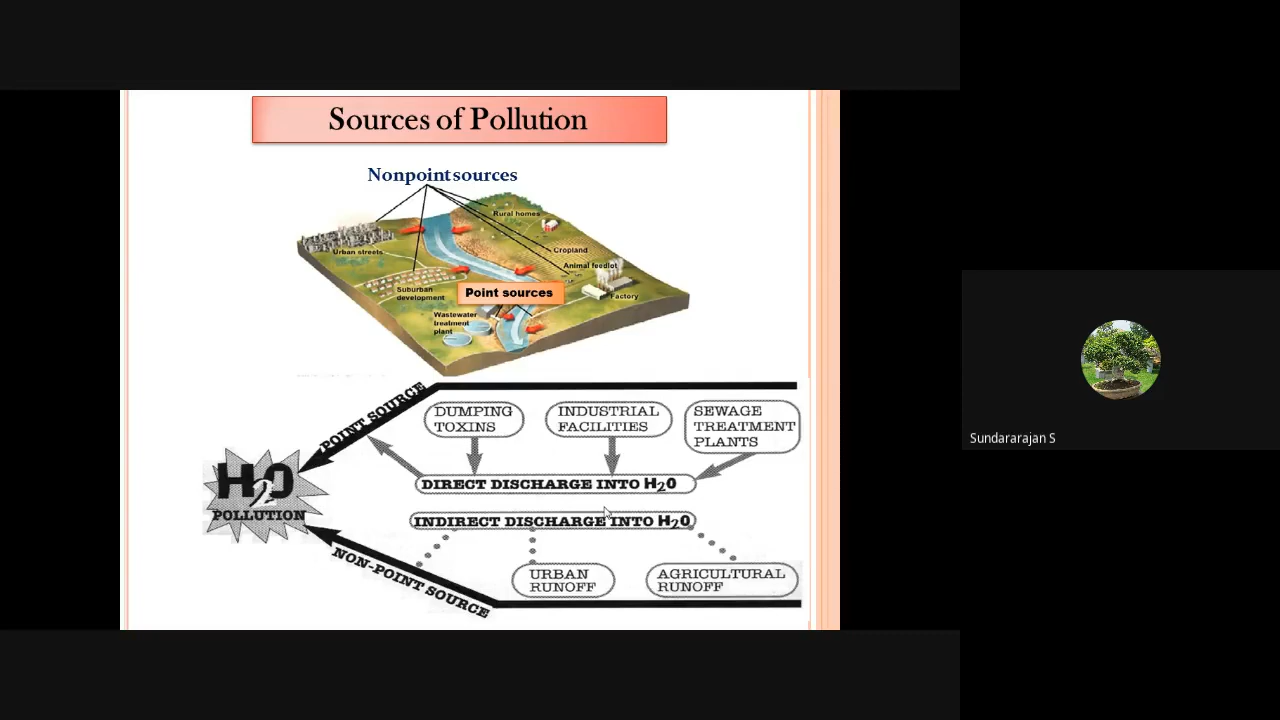 Sources of Pollution
Nonpoint sources
Rural homes
Urban streets
Cropland
Animal feedlot
Suburban
development
Point sources
Factory
Wastewater
treatment
plant
POINT SOURCE
DUMPING
TOXINS
INDUSTRIAL
FACILITIES
SEWAGE
TREATMENT
PLANTS
H2O
POLLUTION
DIRECT DISCHARGE INTO H2O
INDIRECT DISCHARGE INTO H2O
NON-POINT SOURCE
URBAN
RUNOFF
AGRICULTURAL
RUNOFF
Sundararajan S